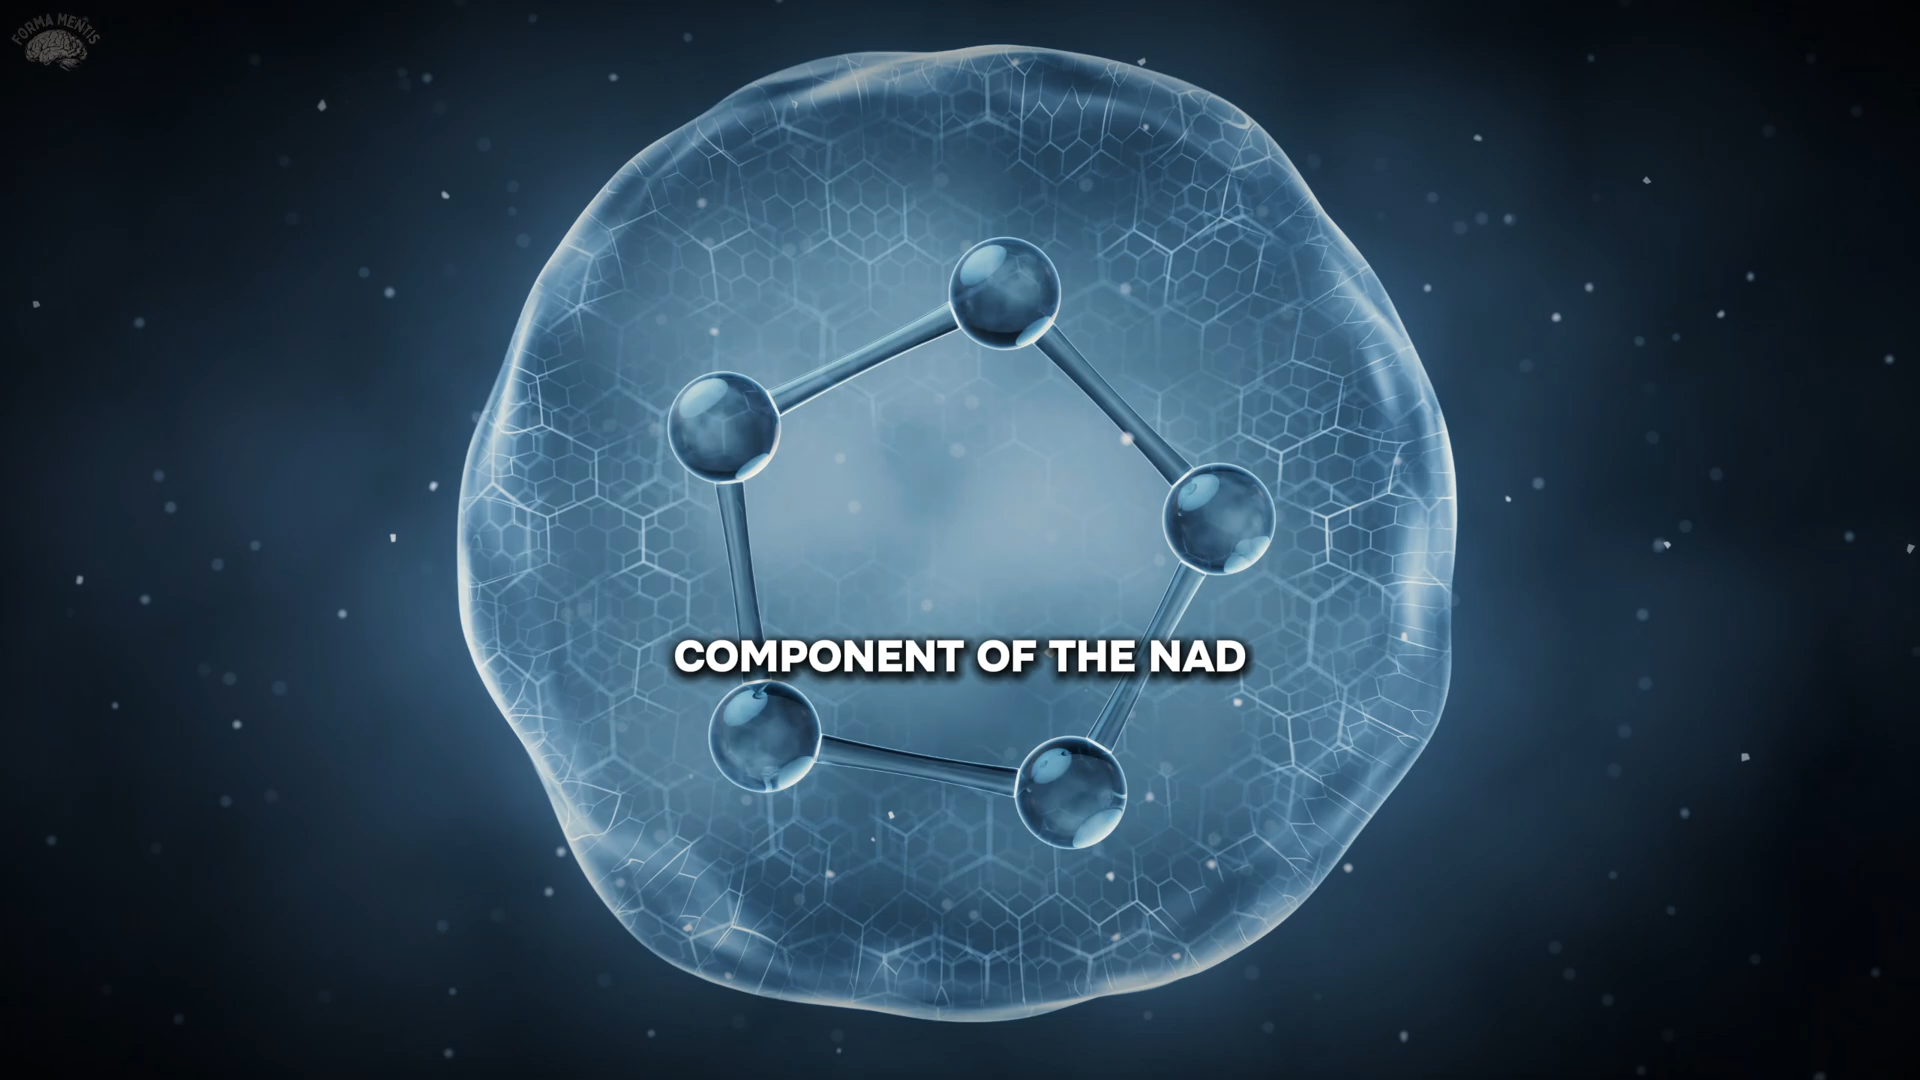 FORMA MENTIS
COMPONENT OF THE NAD